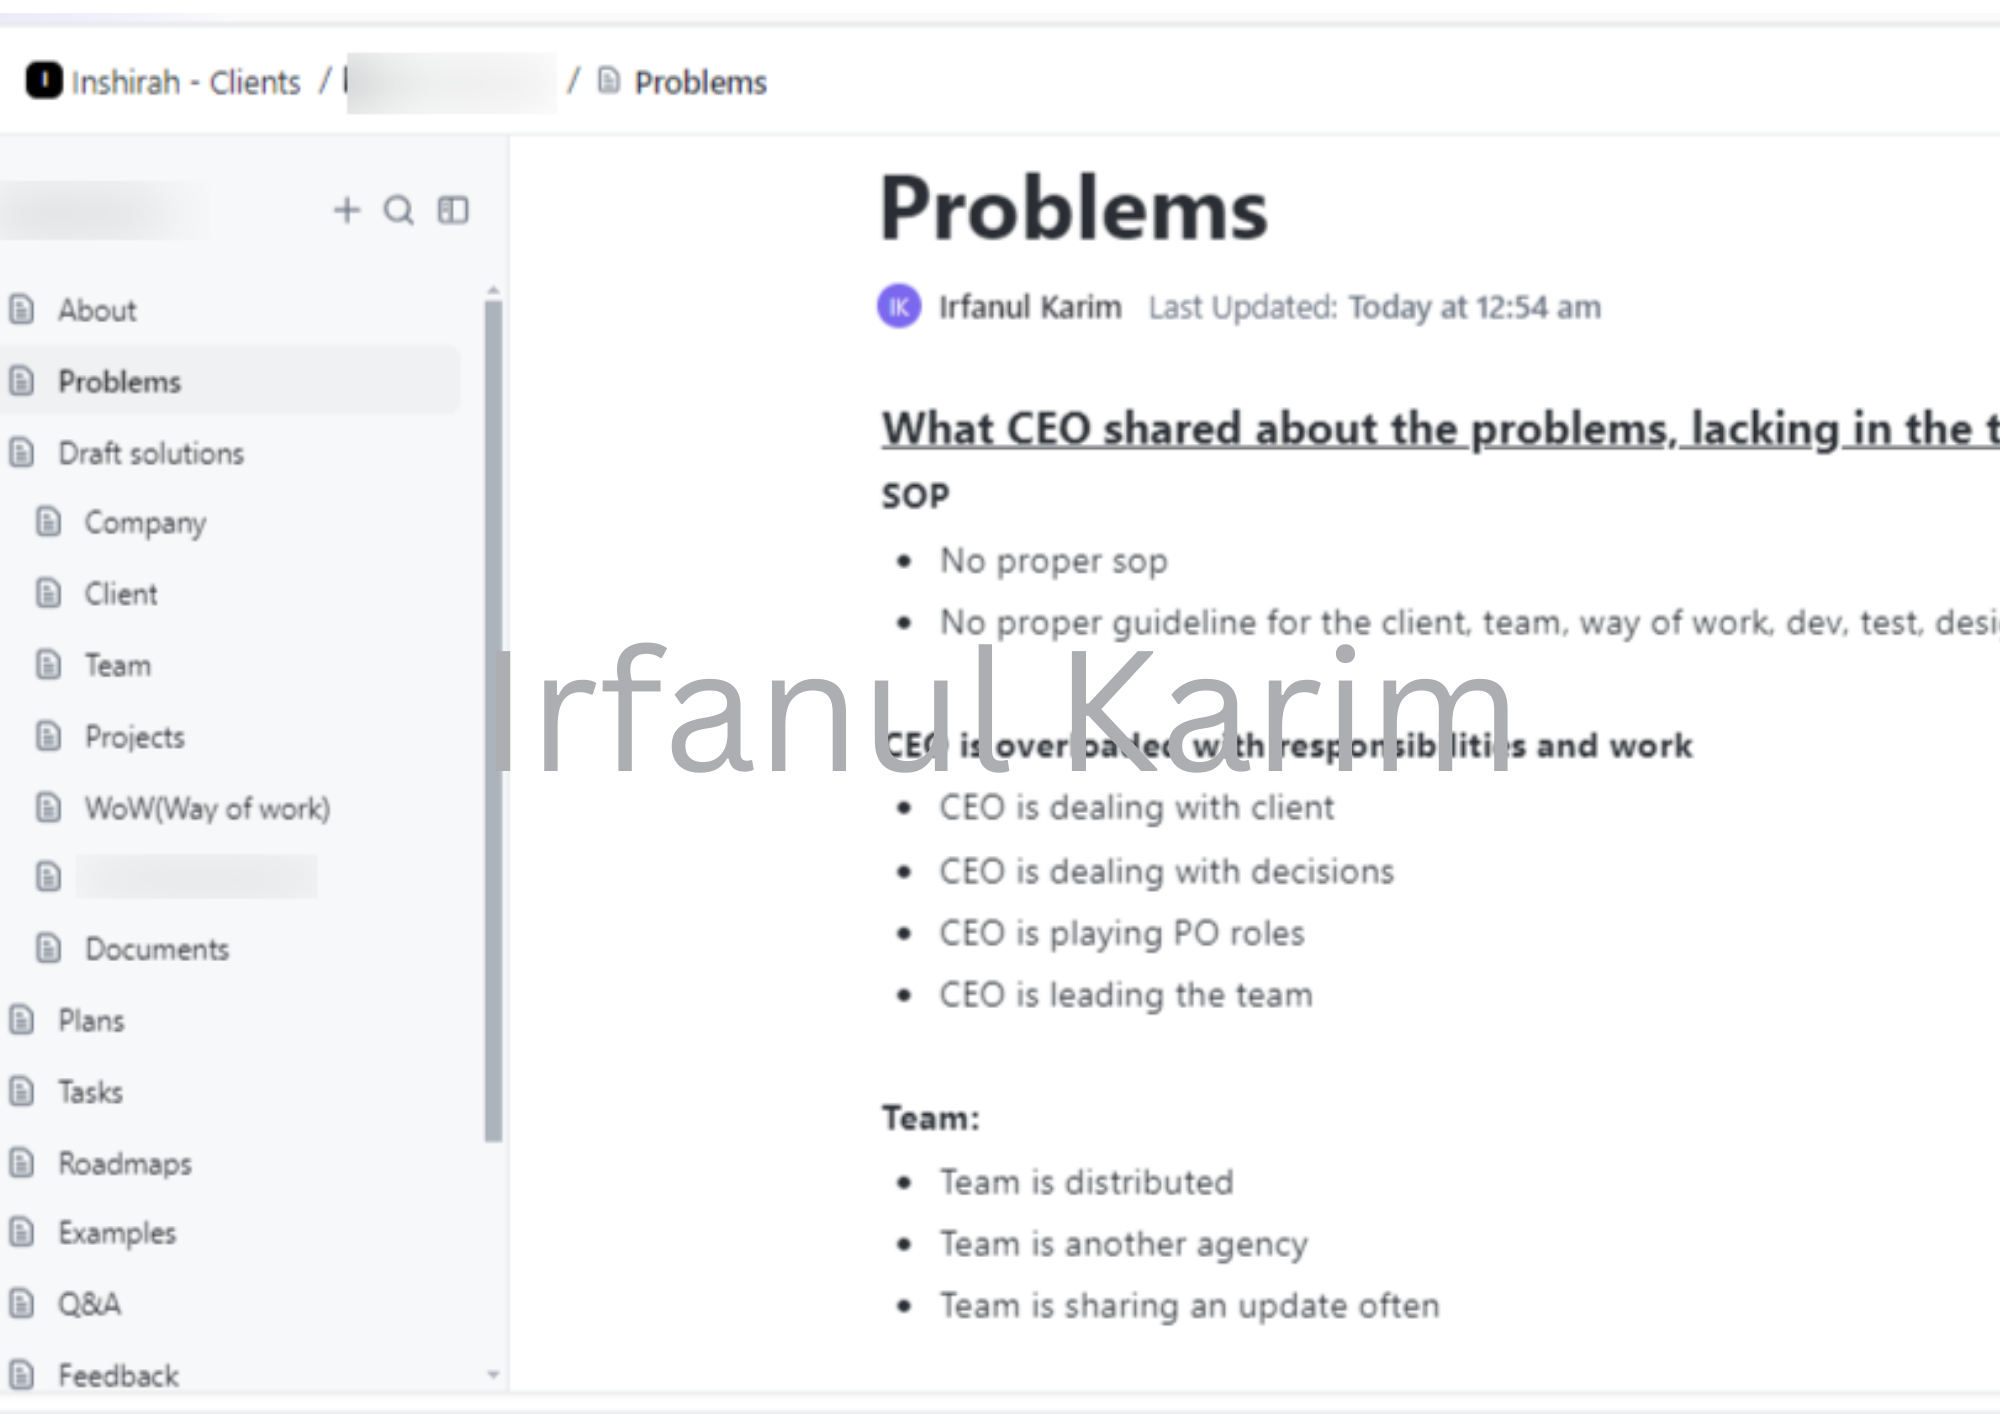 I Inshirah - Clients / / Problems
About
Problems
Draft solutions
Company
Client
Team
Projects
WoW(Way of work)
Documents
Plans
Tasks
Roadmaps
Examples
Q&A
Feedback
Problems
IK Irfanul Karim Last Updated: Today at 12:54 am
What CEO shared about the problems, lacking in the
SOP
No proper sop
No proper guideline for the client, team, way of work, dev, test,
Irfanul Karim
CEO is overloaded with responsibilities and work
CEO is dealing with client
CEO is dealing with decisions
CEO is playing PO roles
CEO is leading the team
Team:
Team is distributed
Team is another agency
Team is sharing an update often